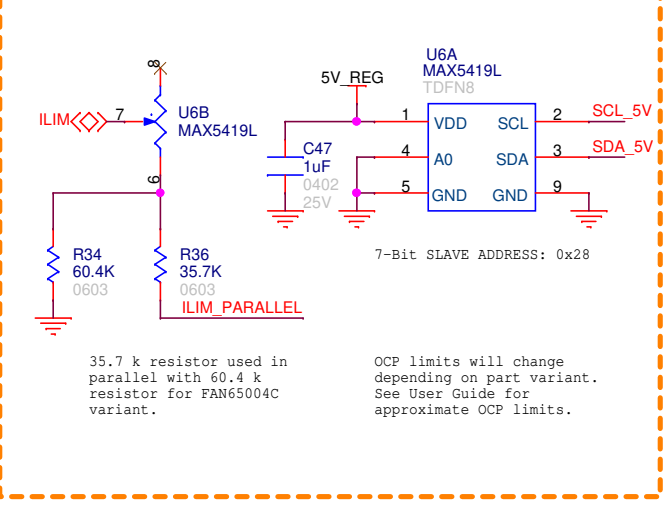 8
ILIM
7
U6B
MAX5419L
6
R34
60.4K
0603
R36
35.7K
0603
ILIM_PARALLEL
5V_REG
C47
1uF
0402
25V
U6A
MAX5419L
TDFN8
1
VDD
SCL
2
SCL_5V
4
A0
SDA
3
SDA_5V
5
GND
GND
9
7-Bit SLAVE ADDRESS: 0x28
35.7 k resistor used in
parallel with 60.4 k
resistor for FAN65004C
variant.
OCP limits will change
depending on part variant.
See User Guide for
approximate OCP limits.